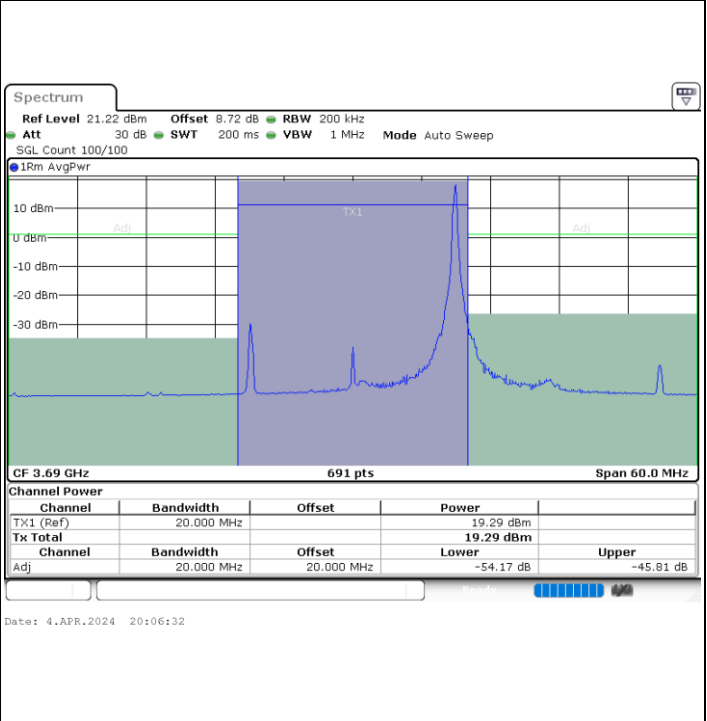 Spectrum
Ref Level 21.22 dBm Offset 8.72 dB RBW 200 kHz
Att 30 dB SWT 200 ms VBW 1 MHz Mode Auto Sweep
SGL Count 100/100
1Rm AvgPwr
10 dBm
TX1
Adj Adj
0 dBm
-10 dBm
-20 dBm
-30 dBm
CF 3.69 GHz 691 pts Span 60.0 MHz
Channel Power
Channel Bandwidth Offset Power
TX1 (Ref) 20.000 MHz 19.29 dBm
Tx Total 19.29 dBm
Channel Bandwidth Offset Lower Upper
Adj 20.000 MHz 20.000 MHz -54.17 dB -45.81 dB
Ready
Date: 4.APR.2024 20:06:32